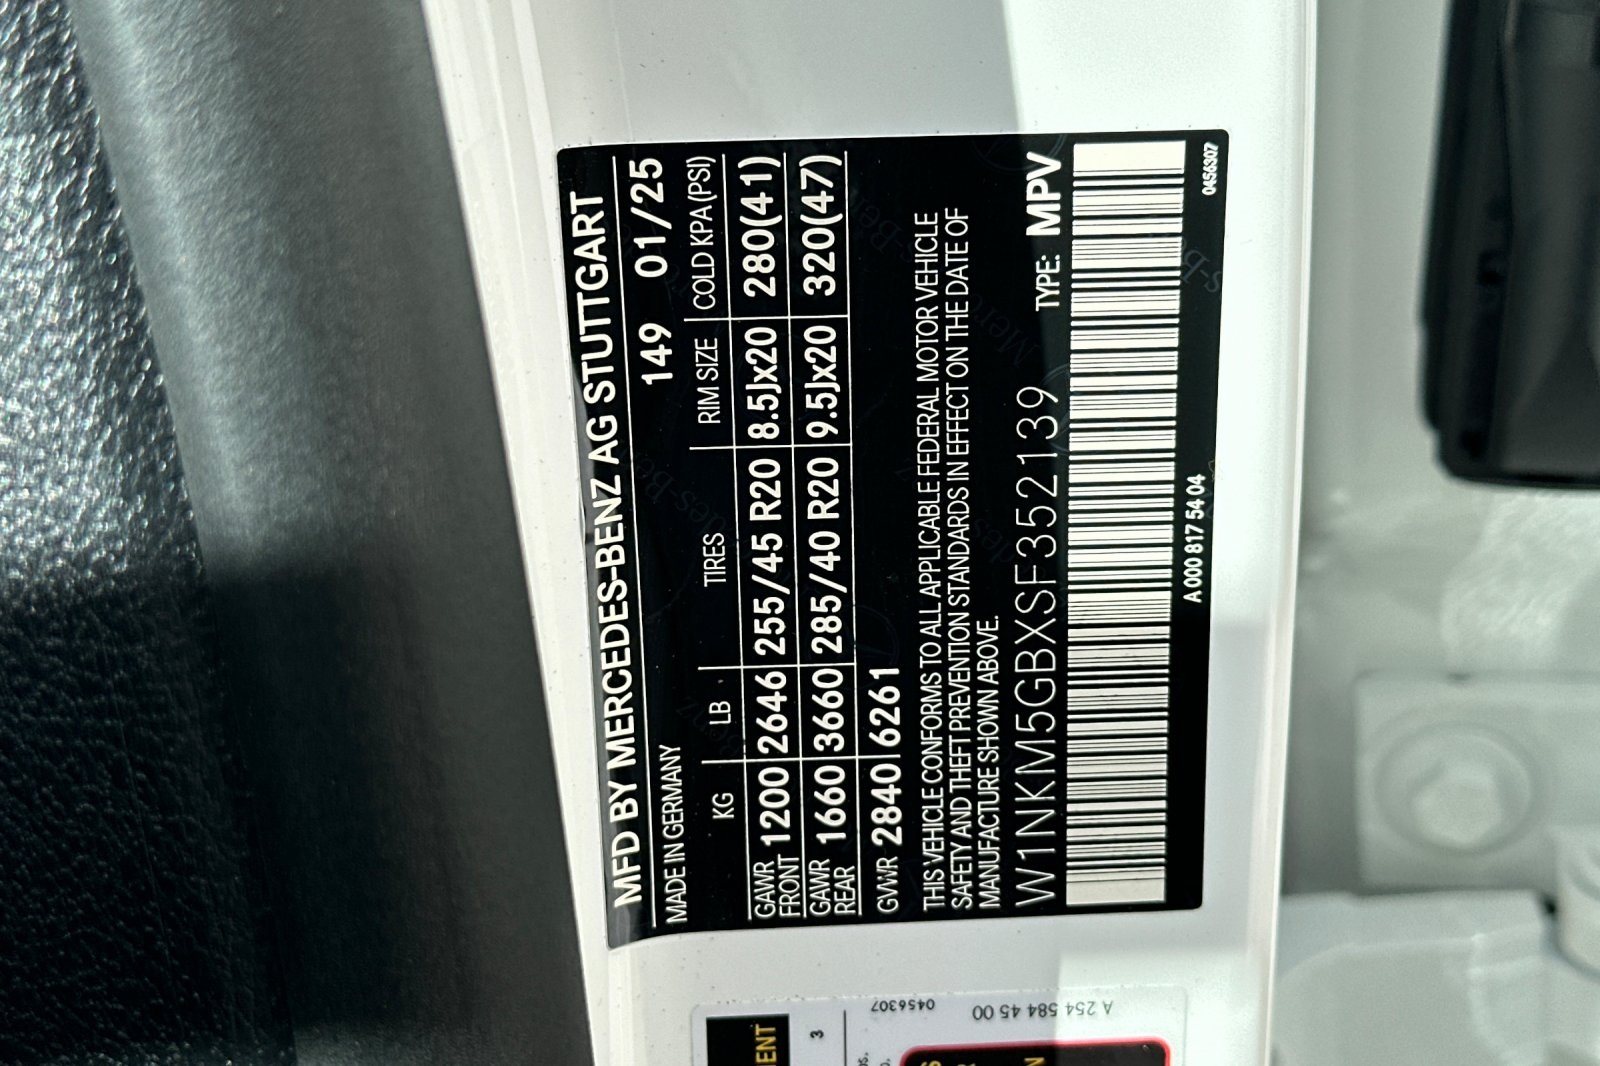 MFD BY MERCEDES-BENZ AG STUTTGART
MADE IN GERMANY 149 01/25
KG LB TIRES RIM SIZE COLD KPA (PSI)
GAWR FRONT 1200 2646 255/45 R20 8.5Jx20 280(41)
GAWR REAR 1660 3660 285/40 R20 9.5Jx20 320(47)
GVWR 2840 6261
THIS VEHICLE CONFORMS TO ALL APPLICABLE FEDERAL MOTOR VEHICLE
SAFETY AND THEFT PREVENTION STANDARDS IN EFFECT ON THE DATE OF
MANUFACTURE SHOWN ABOVE.
W1NKM5GBXSF352139 TYPE: MPV
A 000 817 54 04 0456307
3
0456307
A 254 584 45 00